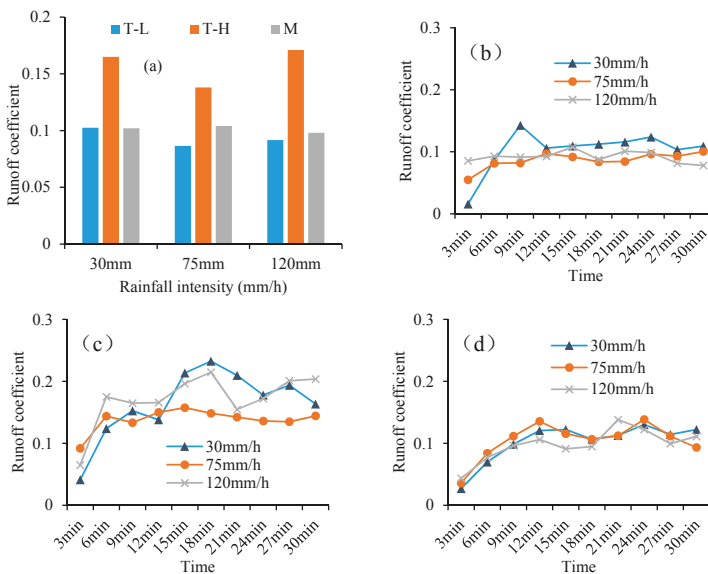 T-L T-H M
(a)
Runoff coefficient
0.2
0.15
0.1
0.05
0
30mm 75mm 120mm
Rainfall intensity (mm/h)
(b)
30mm/h
75mm/h
120mm/h
Runoff coefficient
0.3
0.2
0.1
0
3min 6min 9min 12min 15min 18min 21min 24min 27min 30min
Time
(c)
30mm/h
75mm/h
120mm/h
Runoff coefficient
0.3
0.2
0.1
0
3min 6min 9min 12min 15min 18min 21min 24min 27min 30min
Time
(d)
30mm/h
75mm/h
120mm/h
Runoff coefficient
0.3
0.2
0.1
0
3min 6min 9min 12min 15min 18min 21min 24min 27min 30min
Time